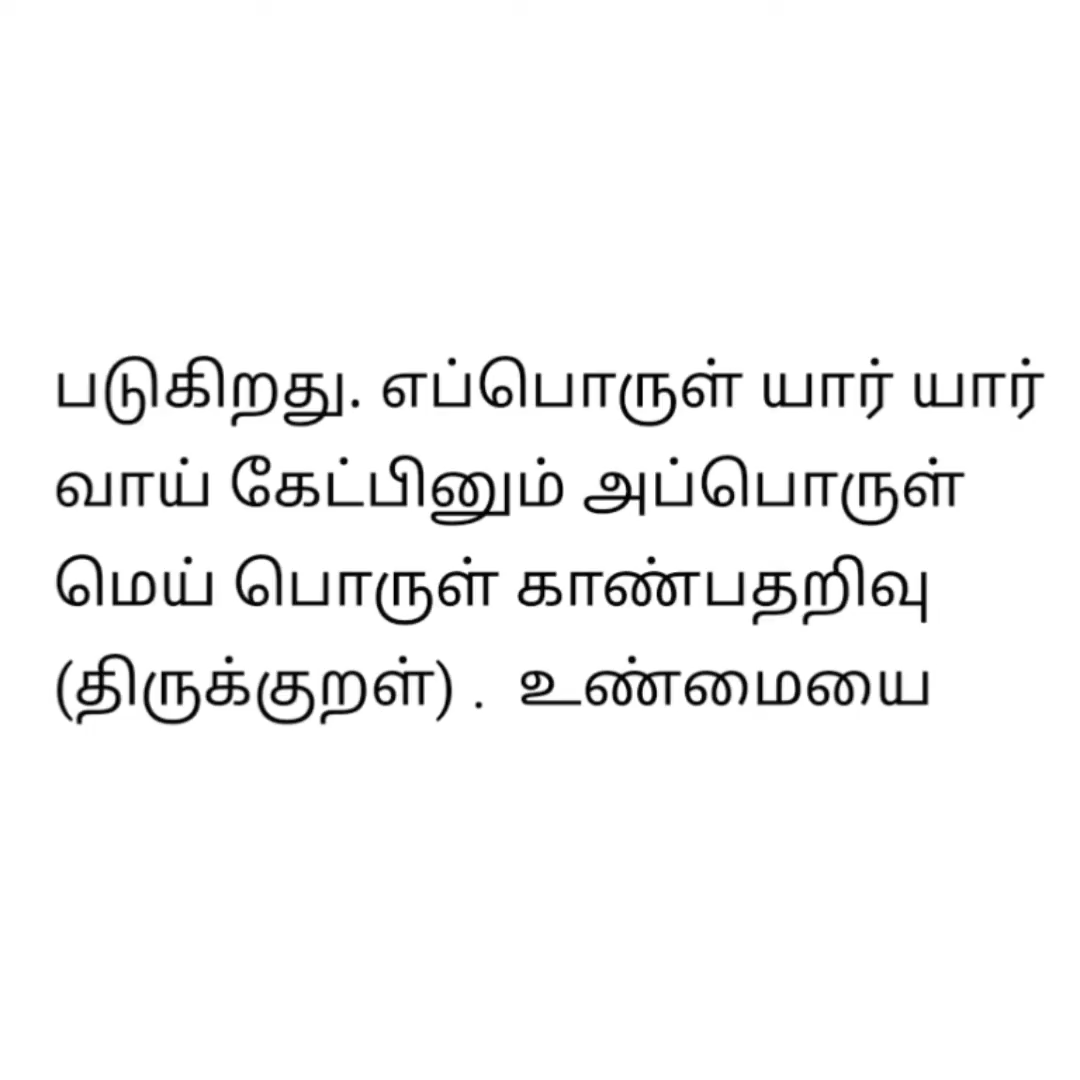 படுகிறது. எப்பொருள் யார் யார்
வாய் கேட்பினும் அப்பொருள்
மெய் பொருள் காண்பதறிவு
(திருக்குறள்) .  உண்மையை